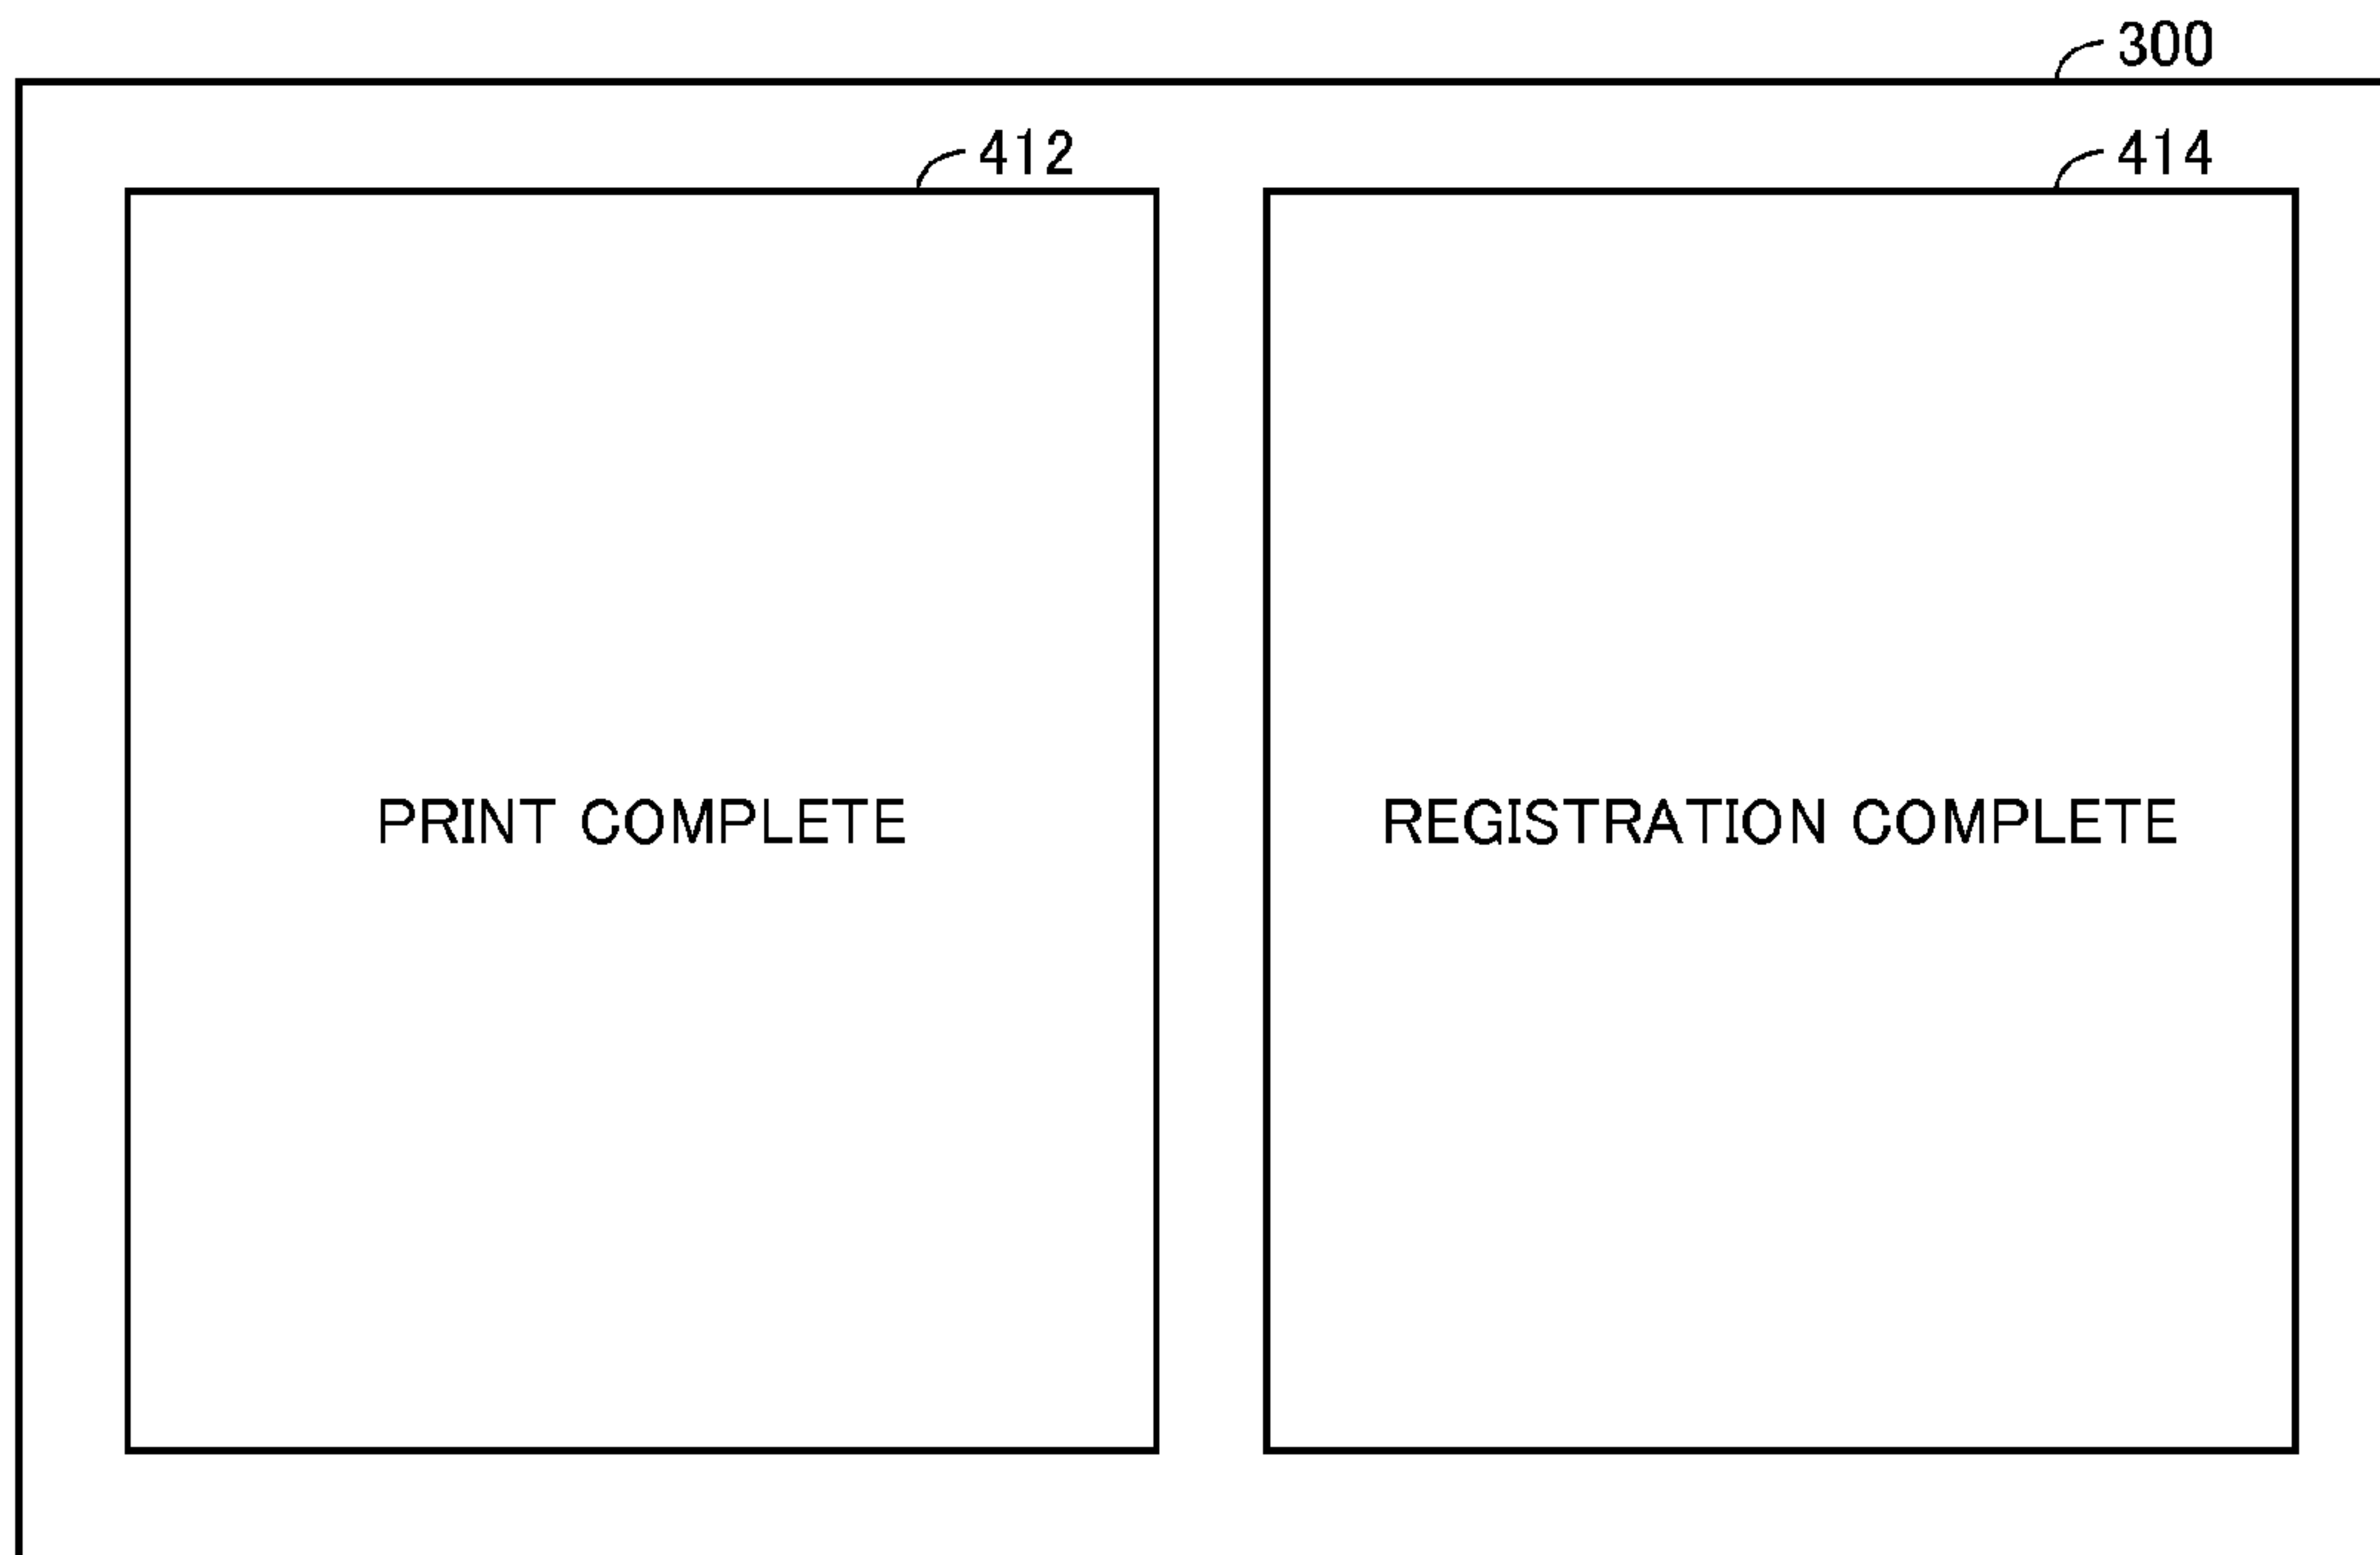 300
412
414
PRINT COMPLETE
REGISTRATION COMPLETE